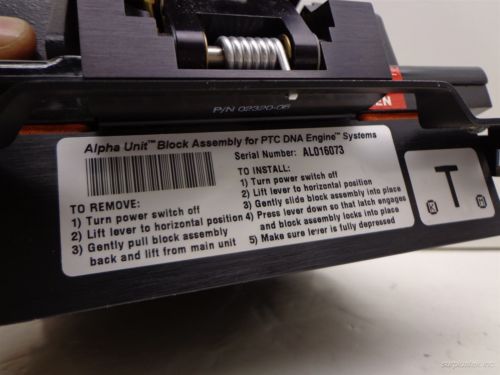 P/N 02320-06
EN
Alpha Unit™ Block Assembly for PTC DNA Engine™ Systems
Serial Number: AL016073
TO REMOVE:
1) Turn power switch off
2) Lift lever to horizontal position
3) Gently pull block assembly
back and lift from main unit
TO INSTALL:
1) Turn power switch off
2) Lift lever to horizontal position
3) Gently slide block assembly into place
4) Press lever down so that latch engages
and block assembly locks into place
5) Make sure lever is fully depressed
T